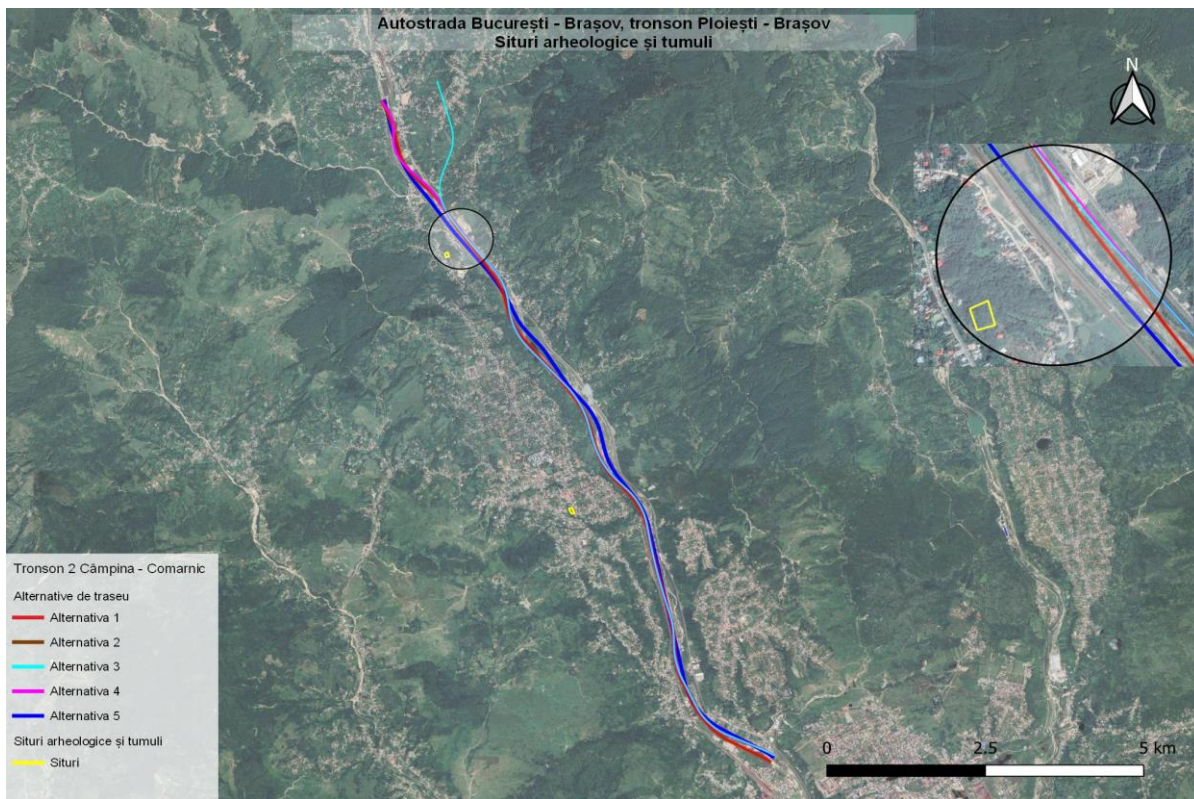 Autostrada București - Brașov, tronson Ploiești - Brașov
Situri arheologice și tumuli
N
Tronson 2 Câmpina - Comarnic
Alternative de traseu
Alternativa 1
Alternativa 2
Alternativa 3
Alternativa 4
Alternativa 5
Situri arheologice și tumuli
Situri
0 2.5 5 km